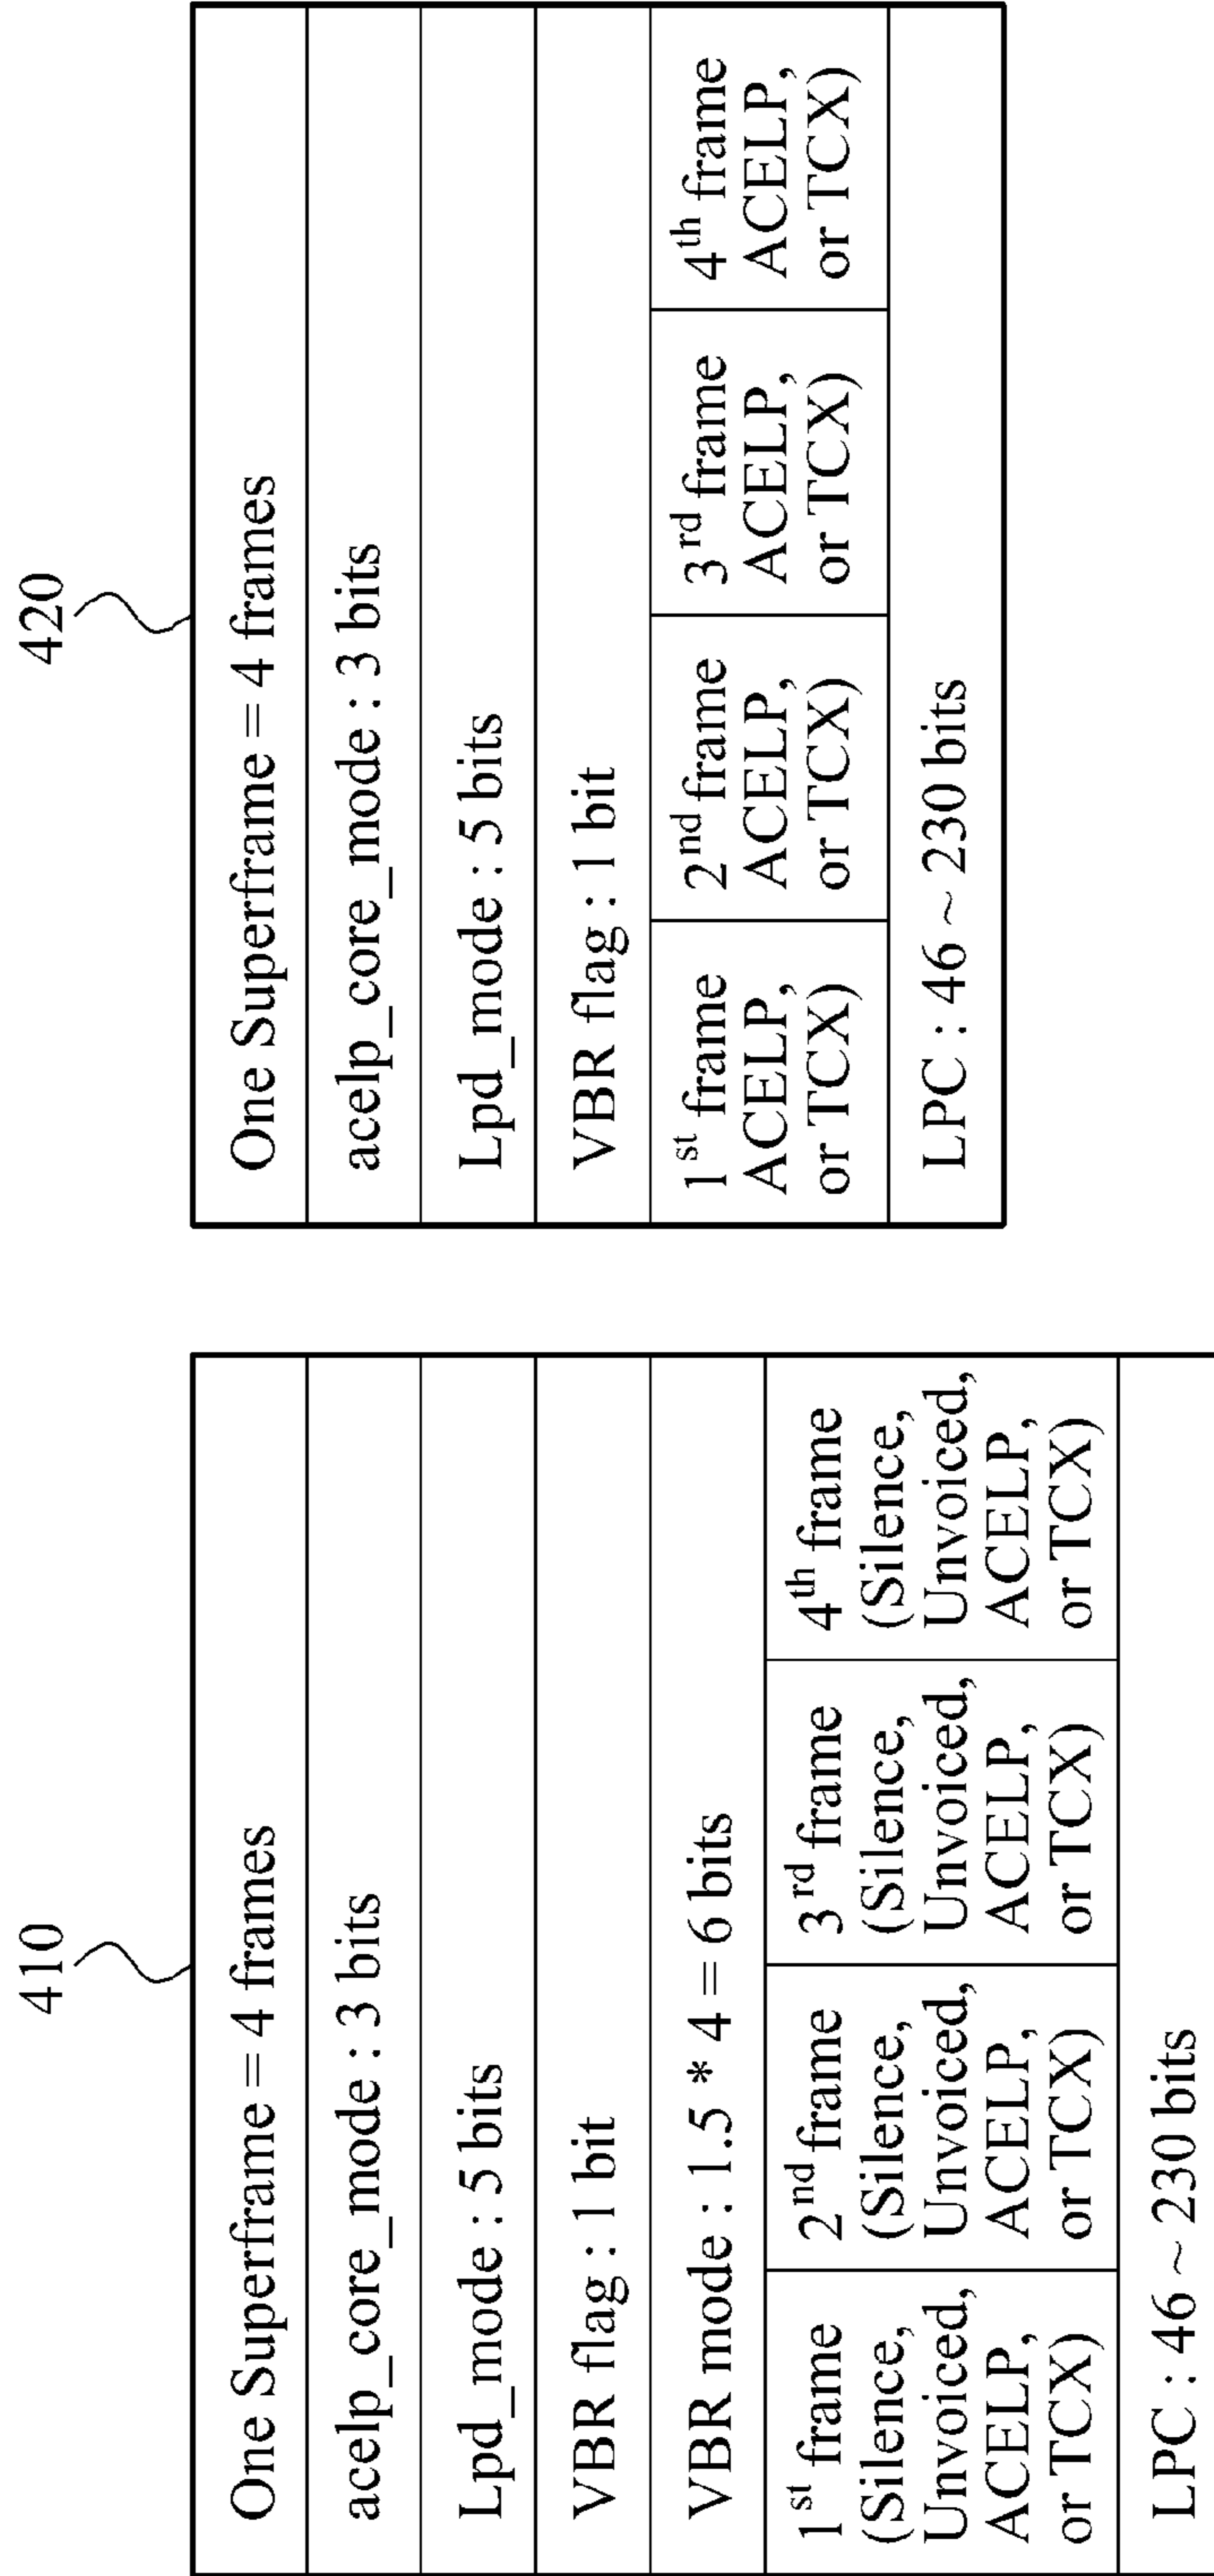 410
One Superframe = 4 frames
acelp_core_mode : 3 bits
Lpd_mode : 5 bits
VBR flag : 1 bit
VBR mode : 1.5 * 4 = 6 bits
1st frame
(Silence,
Unvoiced,
ACELP,
or TCX)
2nd frame
(Silence,
Unvoiced,
ACELP,
or TCX)
3rd frame
(Silence,
Unvoiced,
ACELP,
or TCX)
4th frame
(Silence,
Unvoiced,
ACELP,
or TCX)
LPC : 46 ~ 230 bits
420
One Superframe = 4 frames
acelp_core_mode : 3 bits
Lpd_mode : 5 bits
VBR flag : 1 bit
1st frame
ACELP,
or TCX)
2nd frame
ACELP,
or TCX)
3rd frame
ACELP,
or TCX)
4th frame
ACELP,
or TCX)
LPC : 46 ~ 230 bits